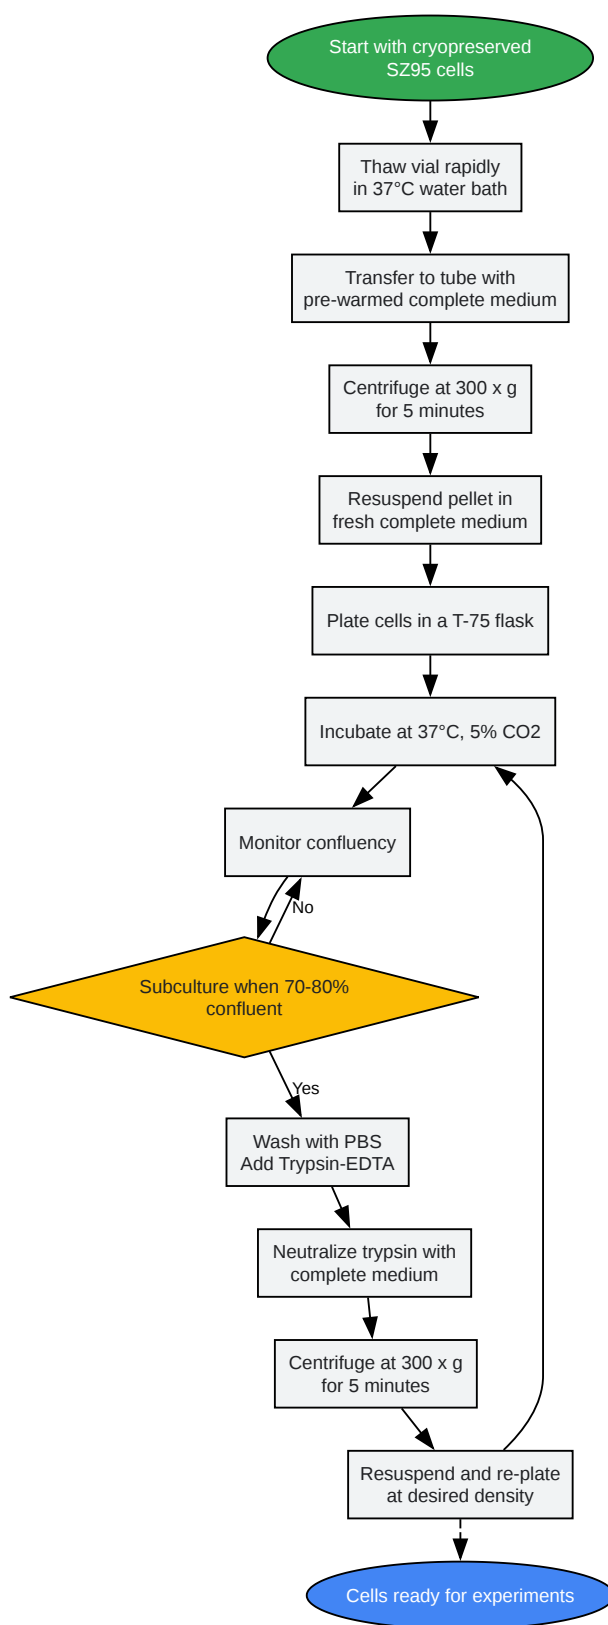 Start with cryopreserved
SZ95 cells
Thaw vial rapidly
in 37°C water bath
Transfer to tube with
pre-warmed complete medium
Centrifuge at 300 x g
for 5 minutes
Resuspend pellet in
fresh complete medium
Plate cells in a T-75 flask
Incubate at 37°C, 5% CO2
Monitor confluency
No
Subculture when 70-80%
confluent
Yes
Wash with PBS
Add Trypsin-EDTA
Neutralize trypsin with
complete medium
Centrifuge at 300 x g
for 5 minutes
Resuspend and re-plate
at desired density
Cells ready for experiments